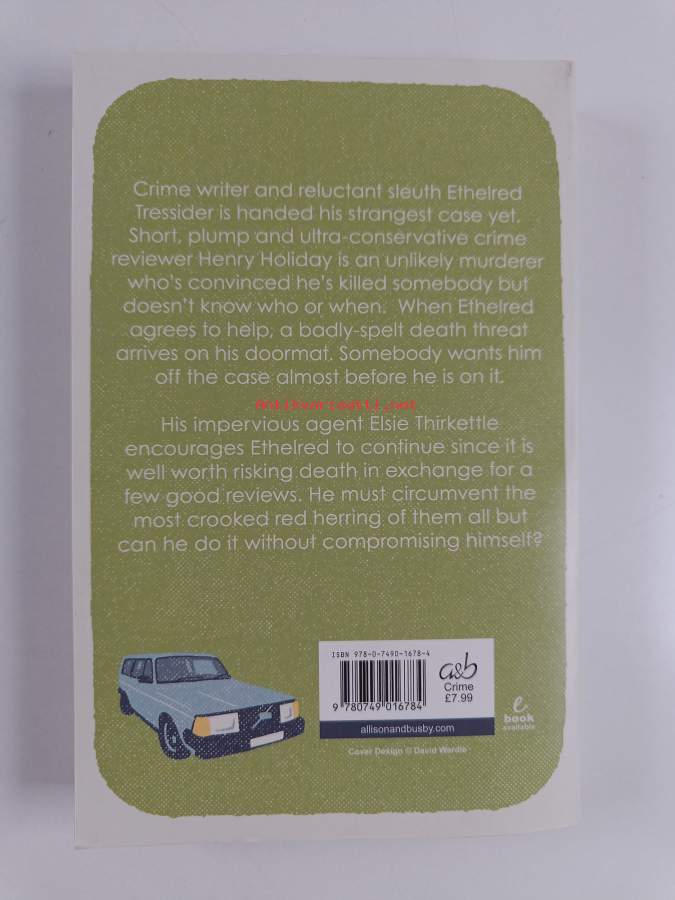 Crime writer and reluctant sleuth Ethelred
Tressider is handed his strangest case yet.
Short, plump and ultra-conservative crime
reviewer Henry Holiday is an unlikely murderer
who's convinced he's killed somebody but
doesn't know who or when. When Ethelred
agrees to help, a badly-spelt death threat
arrives on his doormat. Somebody wants him
off the case almost before he is on it.
Antikvariaatti.net
His impervious agent Elsie Thirkettle
encourages Ethelred to continue since it is
well worth risking death in exchange for a
few good reviews. He must circumvent the
most crooked red herring of them all but
can he do it without compromising himself?
ISBN 978-0-7490-1678-4
9 780749 016784
a&b
Crime
£7.99
allisonandbusby.com
e
book
available
Cover Design © David Wardle